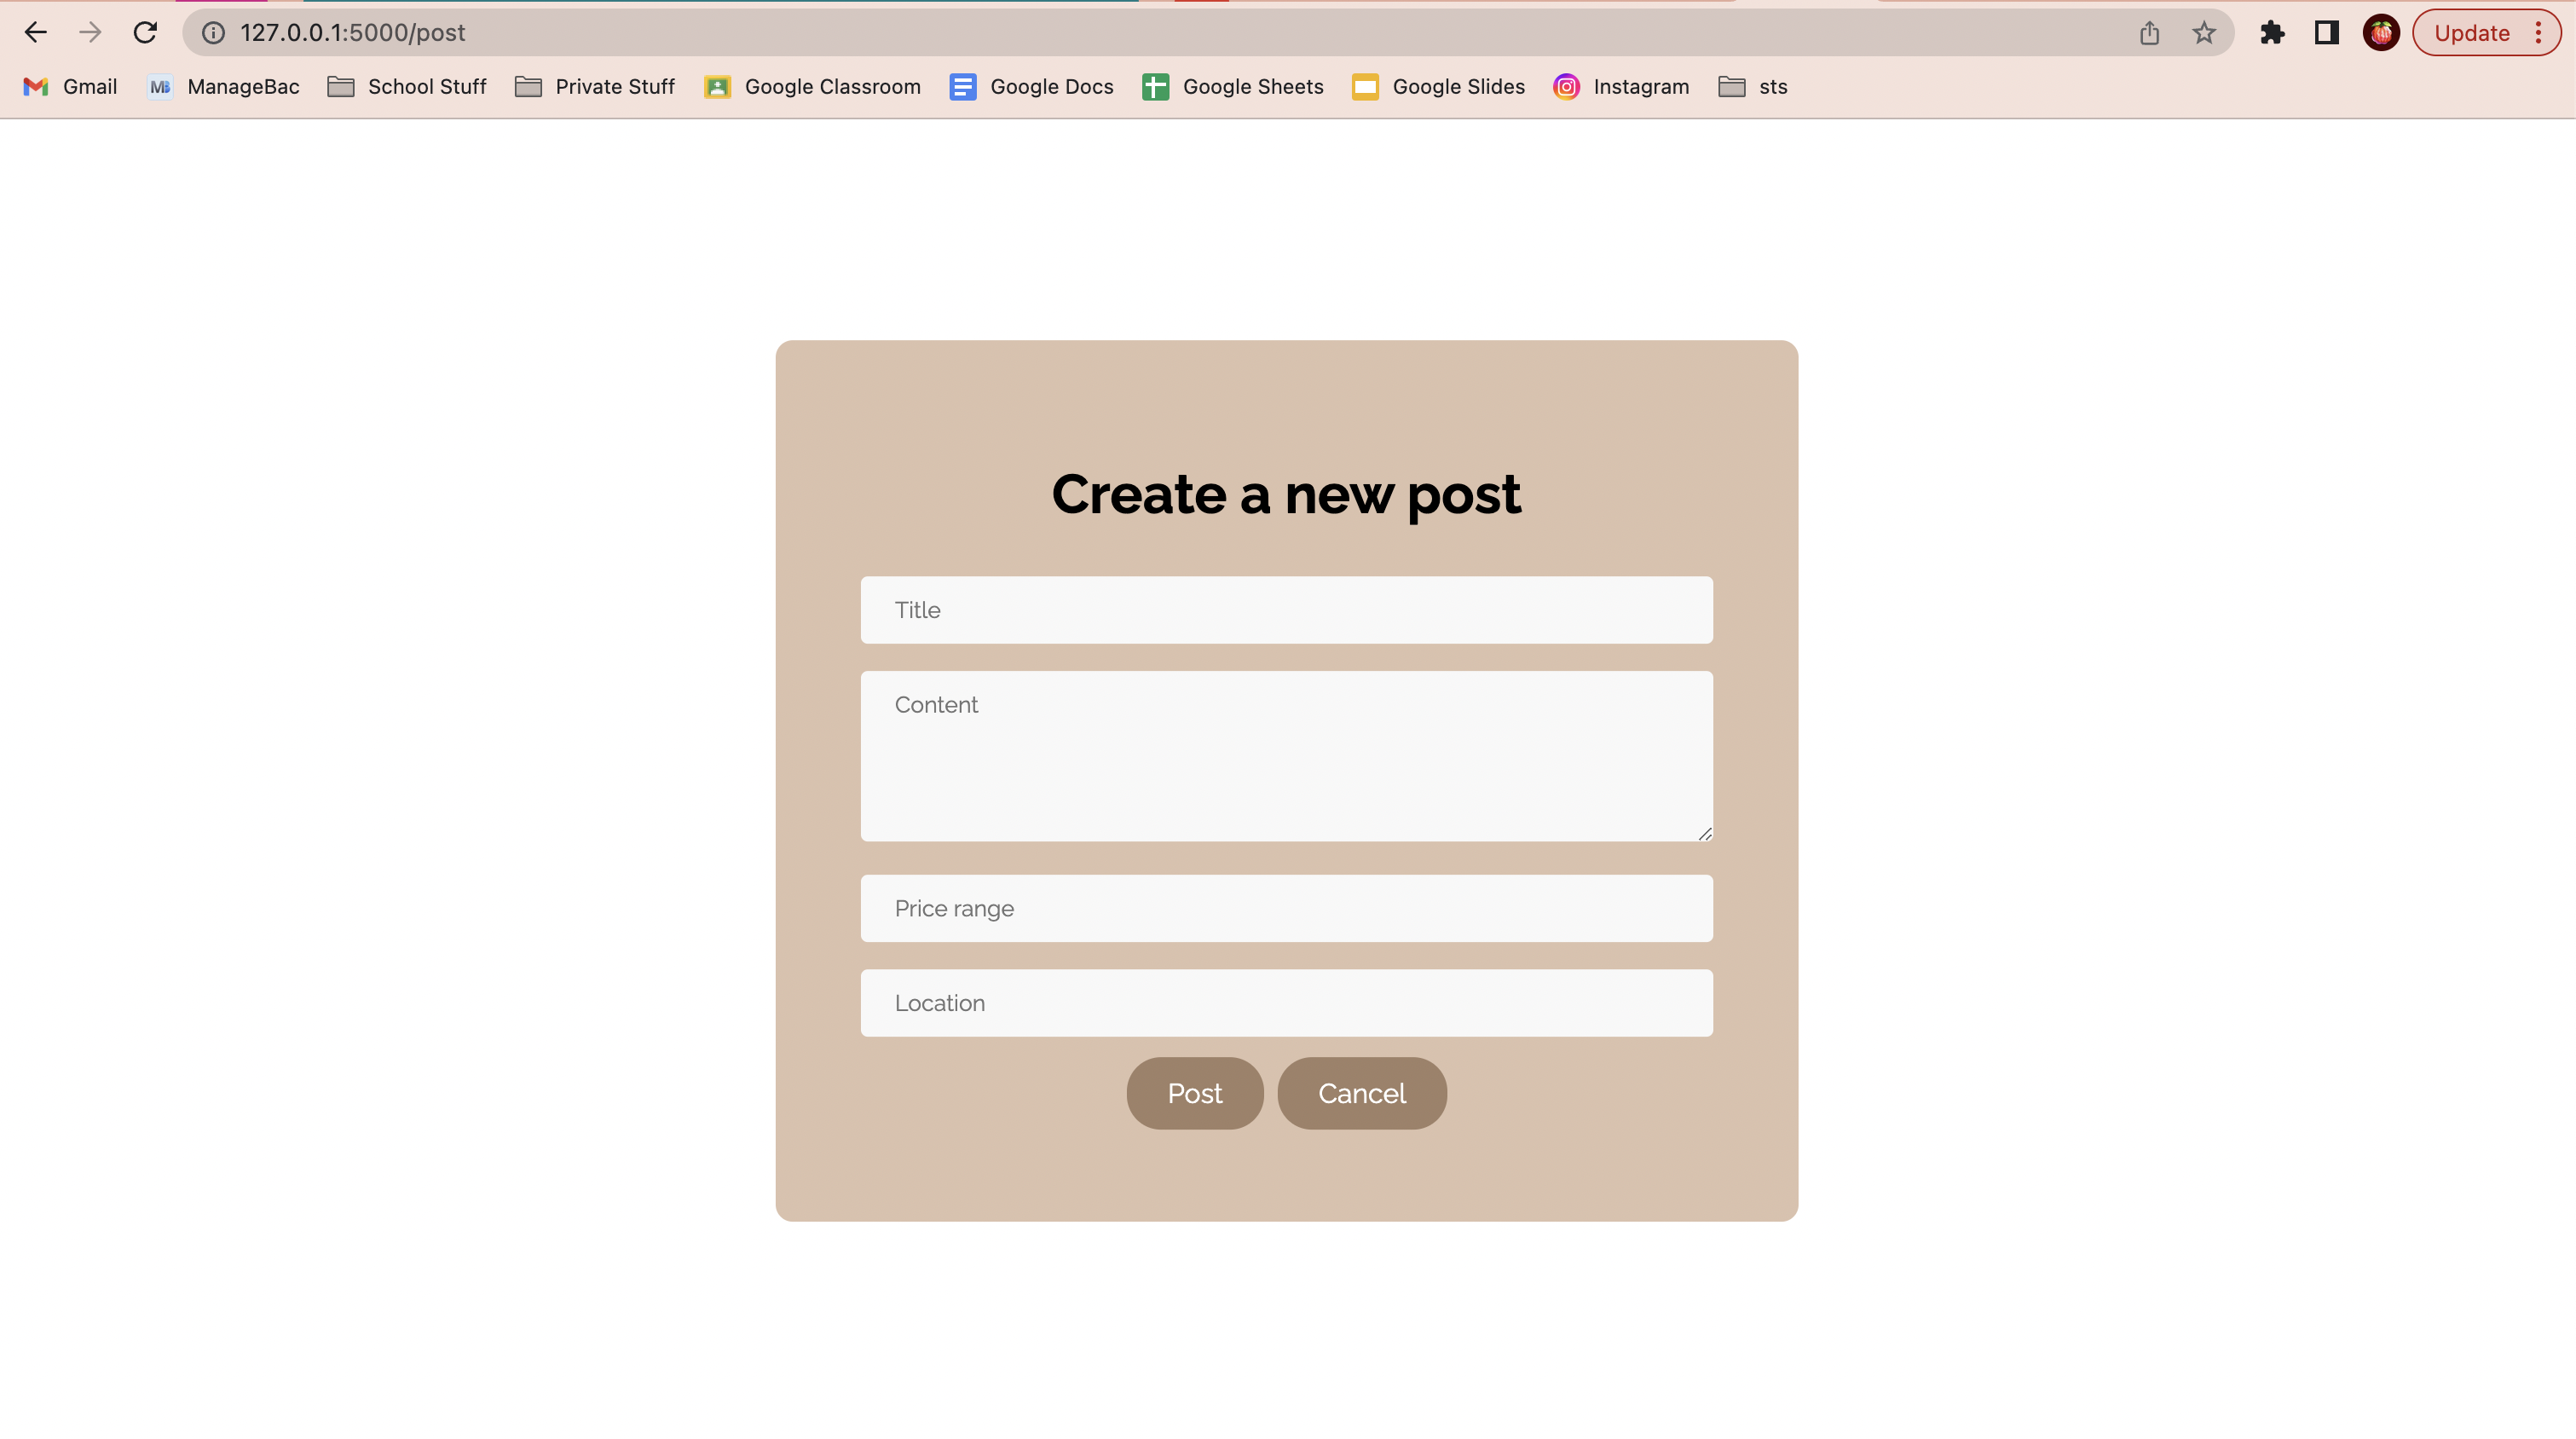 127.0.0.1:5000/post
Update
Gmail
MB ManageBac
School Stuff
Private Stuff
Google Classroom
Google Docs
Google Sheets
Google Slides
Instagram
sts
Create a new post
Title
Content
Price range
Location
Post
Cancel